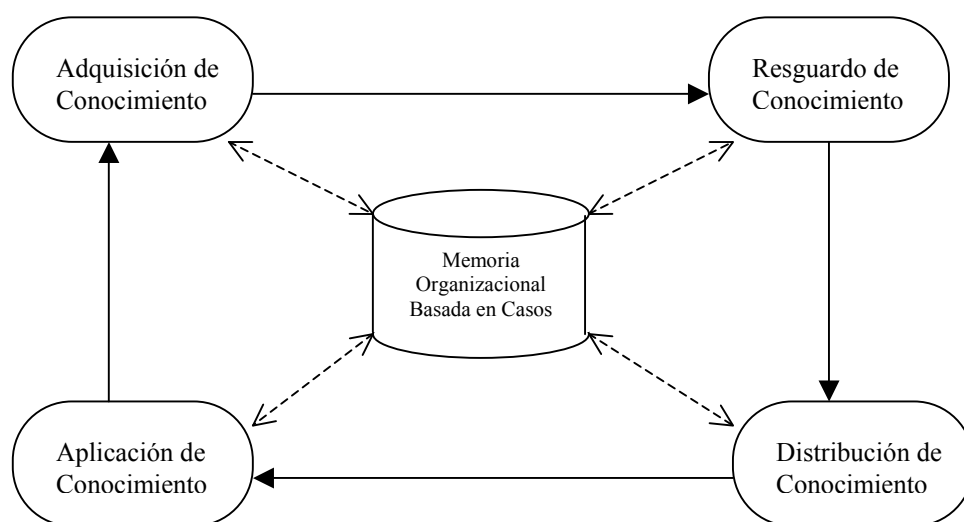 Adquisición de
Conocimiento
Resguardo de
Conocimiento
Memoria
Organizacional
Basada en Casos
Aplicación de
Conocimiento
Distribución de
Conocimiento